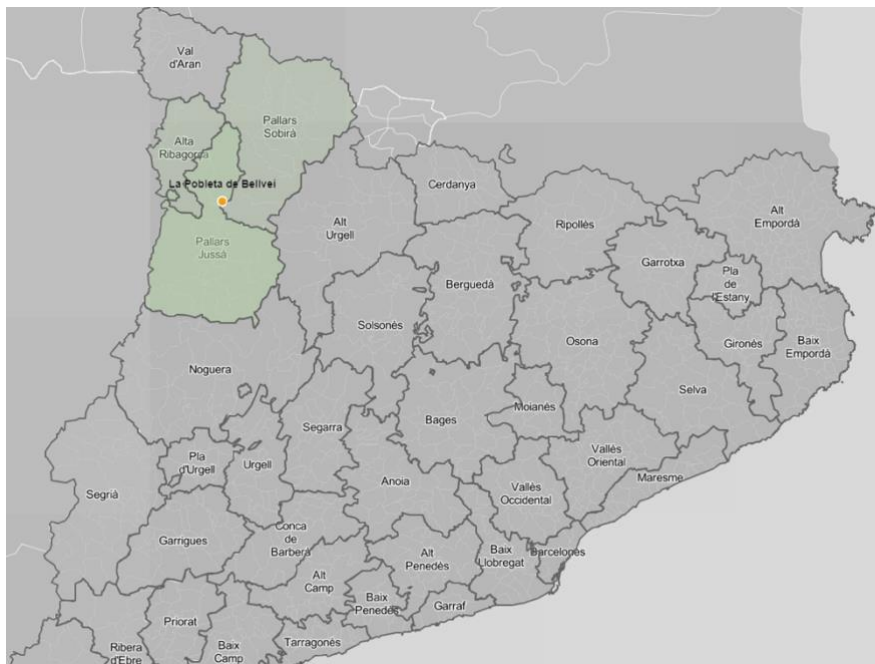 Val
d'Aran
Pallars
Sobirà
Alta
Ribagorça
La Pobleta de Bellveí
Cerdanya
Alt
Urgell
Ripollès
Alt
Empordà
Pallars
Jussà
Garrotxa
Pla
de
l'Estany
Berguedà
Solsonès
Osona
Gironès
Baix
Empordà
Noguera
Selva
Bages
Moianès
Segarra
Pla
d'Urgell
Urgell
Vallès
Oriental
Anoia
Maresme
Segrià
Vallès
Occidental
Garrigues
Conca
de
Barberà
Alt
Penedès
Baix
Llobregat
Barcelonès
Alt
Camp
Baix
Penedès
Garraf
Priorat
Tarragonès
Baix
Camp
Ribera
d'Ebre